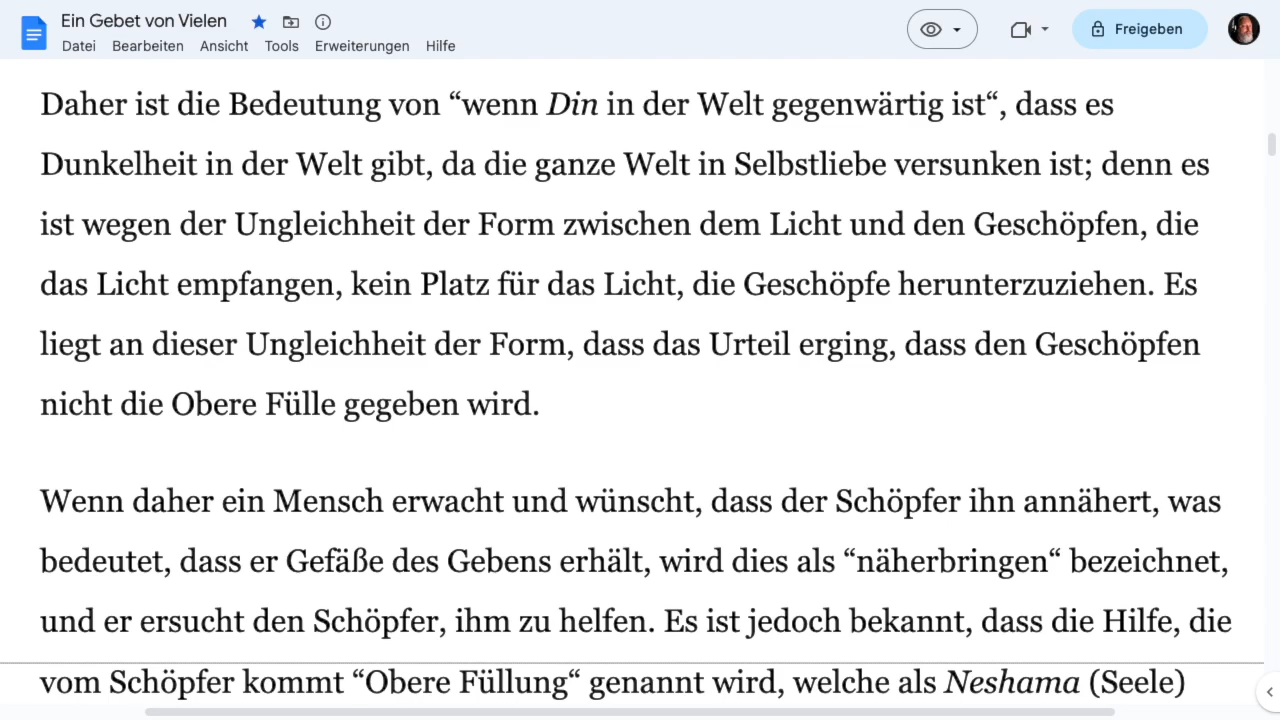 Ein Gebet von Vielen
Datei Bearbeiten Ansicht Tools Erweiterungen Hilfe
Freigeben
Daher ist die Bedeutung von “wenn Din in der Welt gegenwärtig ist“, dass es
Dunkelheit in der Welt gibt, da die ganze Welt in Selbstliebe versunken ist; denn es
ist wegen der Ungleichheit der Form zwischen dem Licht und den Geschöpfen, die
das Licht empfangen, kein Platz für das Licht, die Geschöpfe herunterzuziehen. Es
liegt an dieser Ungleichheit der Form, dass das Urteil erging, dass den Geschöpfen
nicht die Obere Fülle gegeben wird.
Wenn daher ein Mensch erwacht und wünscht, dass der Schöpfer ihn annähert, was
bedeutet, dass er Gefäße des Gebens erhält, wird dies als “näherbringen“ bezeichnet,
und er ersucht den Schöpfer, ihm zu helfen. Es ist jedoch bekannt, dass die Hilfe, die
vom Schöpfer kommt “Obere Füllung“ genannt wird, welche als Neshama (Seele)